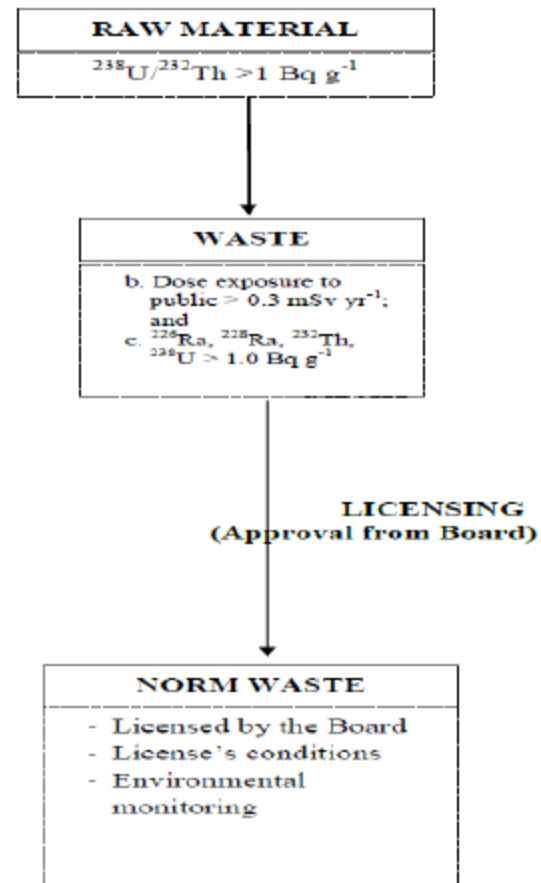 RAW MATERIAL
²³⁸U/²³²Th >1 Bq g⁻¹
WASTE
b. Dose exposure to
public > 0.3 mSv yr⁻¹;
and
c. ²²⁶Ra, ²²⁸Ra, ²³²Th,
²³⁸U > 1.0 Bq g⁻¹
LICENSING
(Approval from Board)
NORM WASTE
- Licensed by the Board
- License’s conditions
- Environmental
monitoring